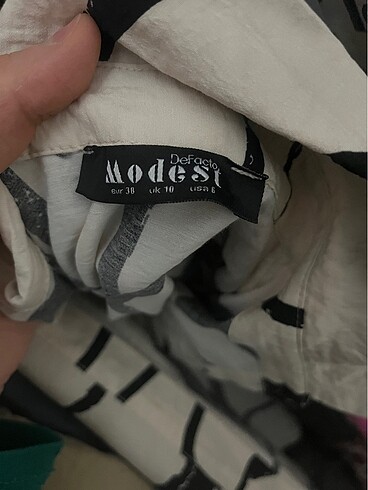 DeFacto
Modest
eur 38 uk 10 usa 6